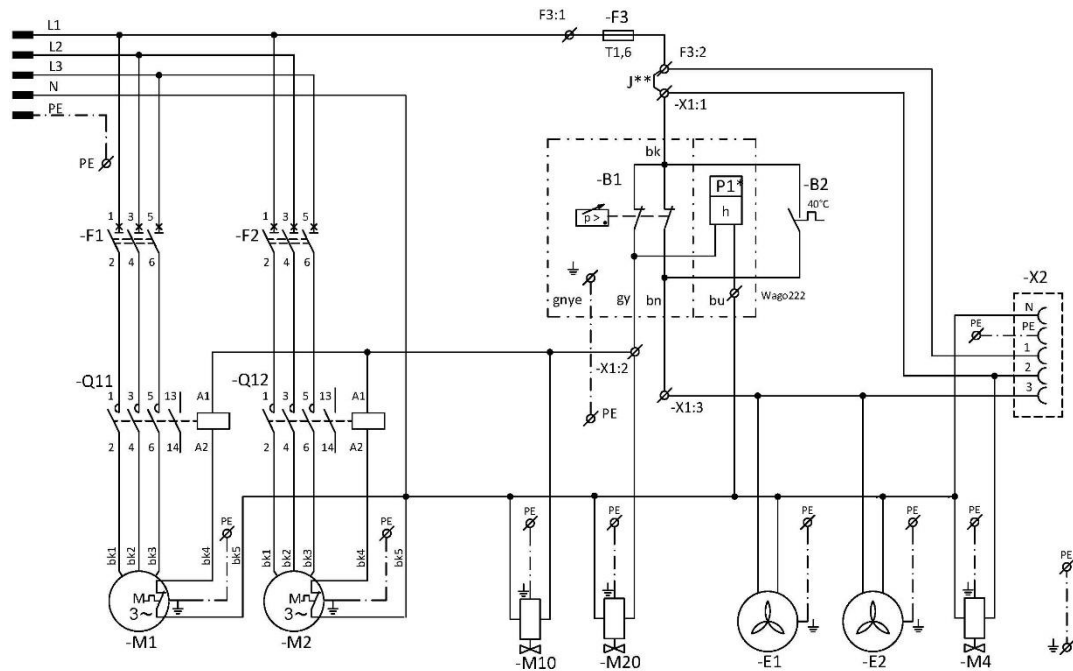 L1
F3:1
-F3
L2
T1,6
F3:2
L3
J**
N
-X1:1
PE
PE
bk
-B1
P1*
-B2
40°C
p >
h
1 3 5
-F1
2 4 6
1 3 5
-F2
2 4 6
-X2
gnye
gy
bn
bu
Wago222
N
PE
PE
1
2
3
-X1:2
-Q11
1 3 5 13
A1
2 4 6 14
A2
-Q12
1 3 5 13
A1
2 4 6 14
A2
PE
-X1:3
PE
PE
PE
PE
PE
PE
PE
PE
bk1
bk2
bk3
bk4
bk5
bk1
bk2
bk3
bk4
bk5
M
3~
M
3~
-M1
-M2
-M10
-M20
-E1
-E2
-M4